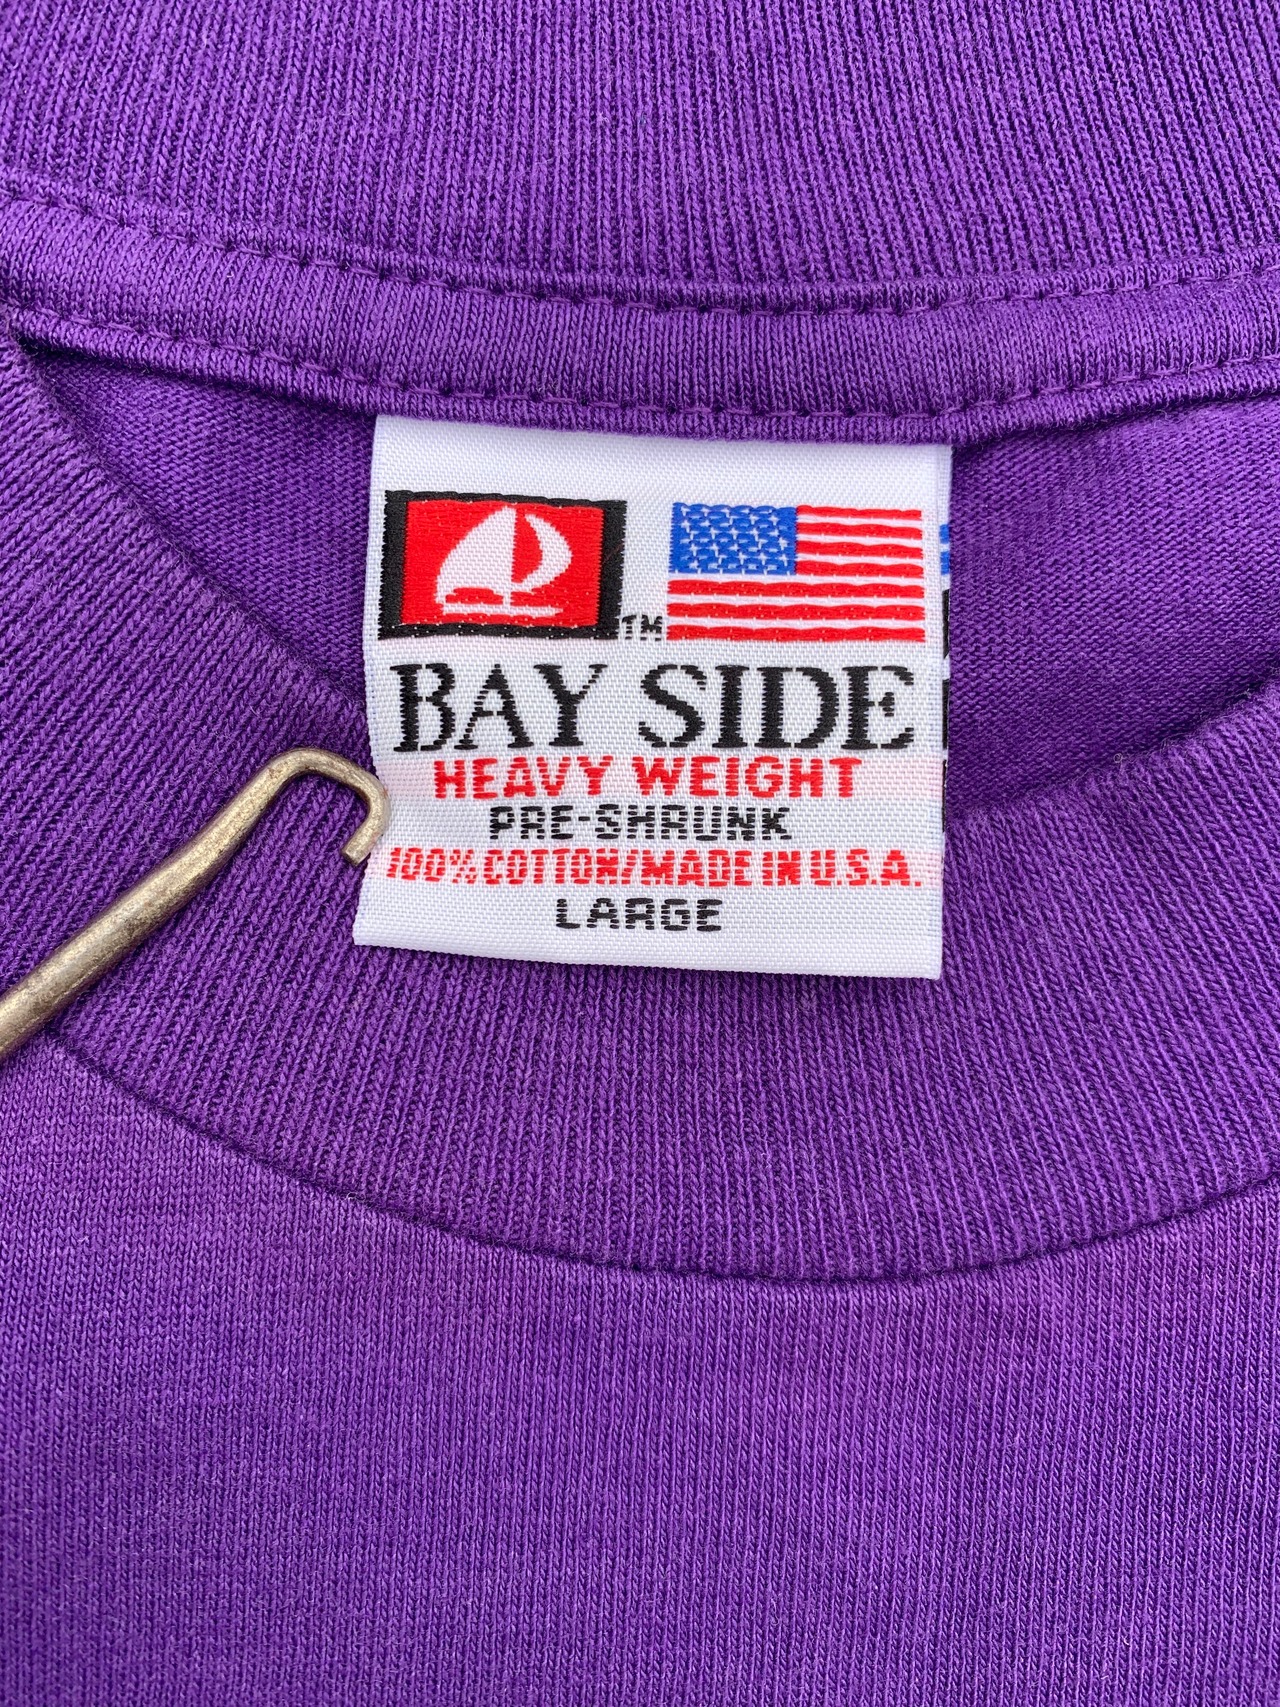 TM
BAY SIDE
HEAVY WEIGHT
PRE-SHRUNK
100% COTTON/MADE IN U.S.A.
LARGE